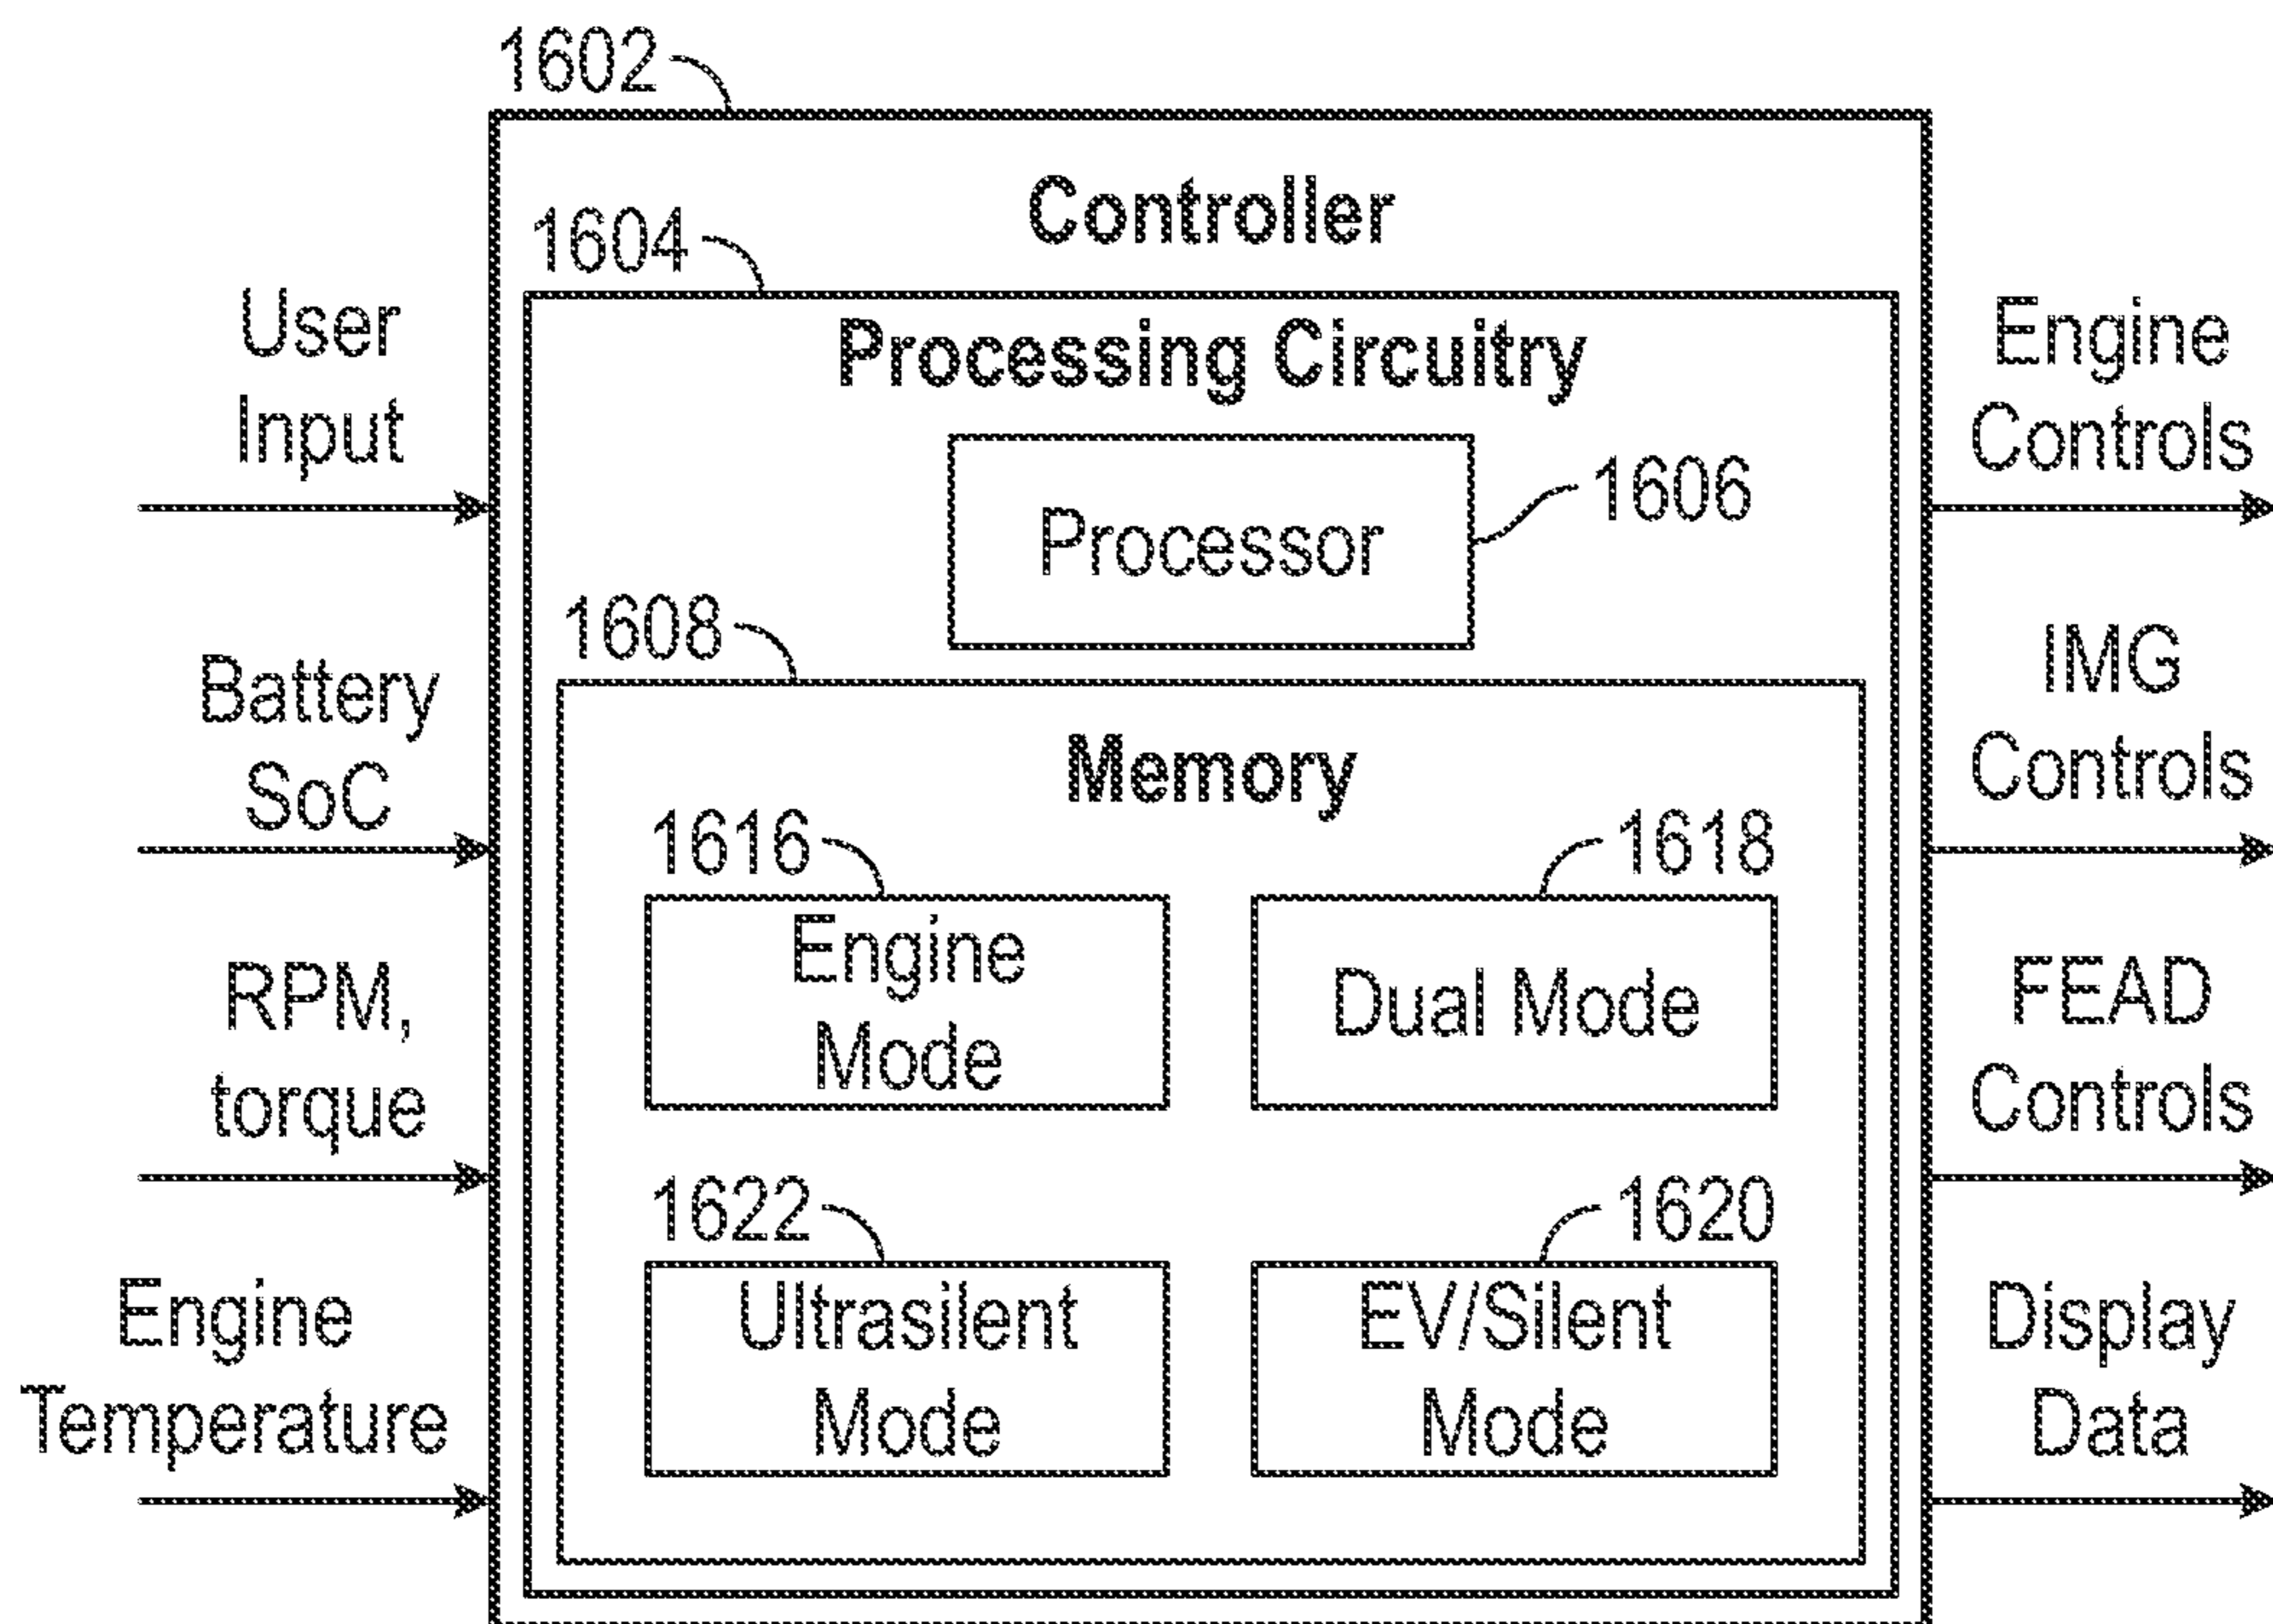 1602
Controller
1604
Processing Circuitry
User
Input
Engine
Controls
Processor
1606
1608
Battery
SoC
IMG
Controls
Memory
1616
1618
Engine
Mode
Dual Mode
RPM,
torque
FEAD
Controls
1622
1620
Ultrasilent
Mode
EV/Silent
Mode
Engine
Temperature
Display
Data